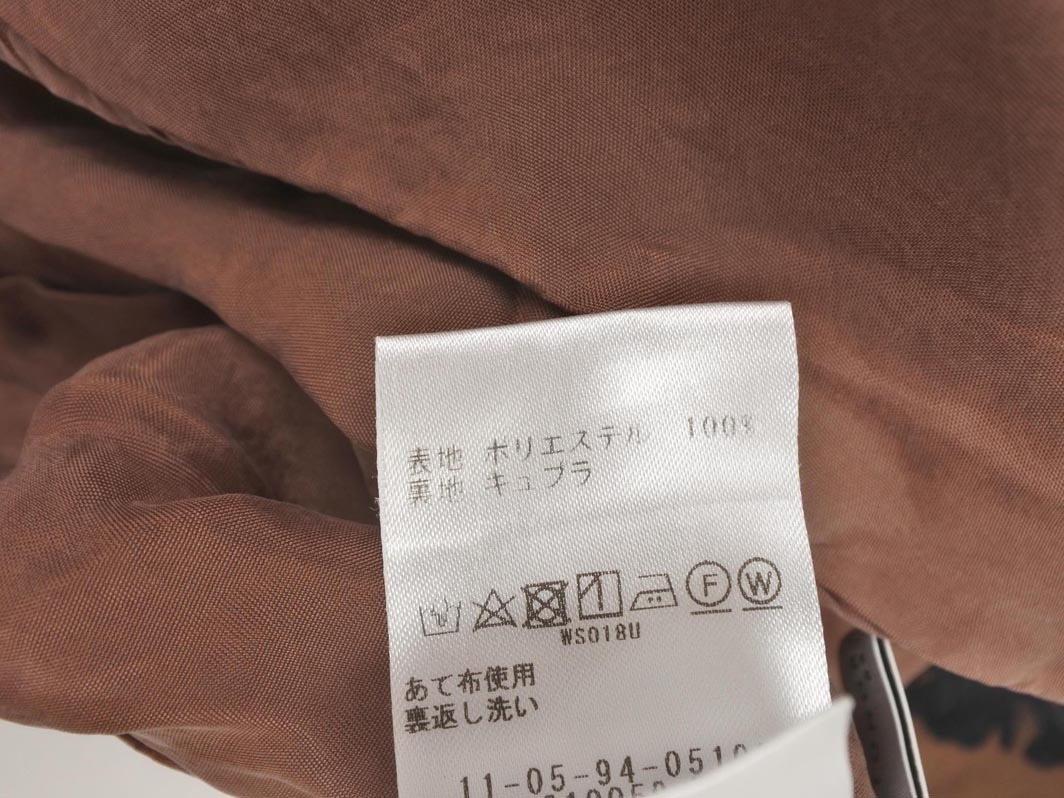 表地 ポリエステル 100%
裏地 キュプラ
F W
WS018U
あて布使用
裏返し洗い
11-05-94-0510